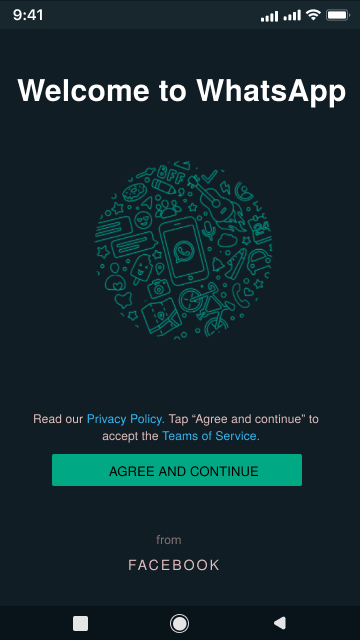 9:41
Welcome to WhatsApp
Read our Privacy Policy. Tap “Agree and continue” to
accept the Teams of Service.
AGREE AND CONTINUE
from
FACEBOOK